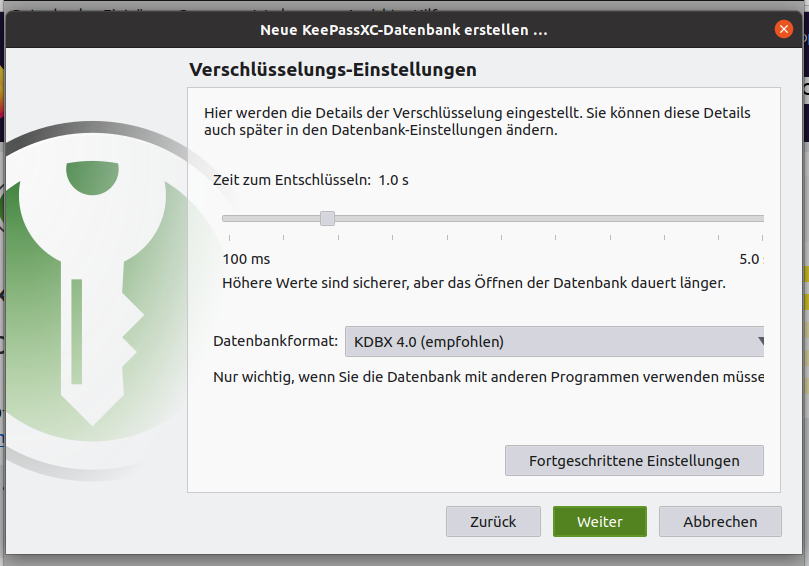 Neue KeePassXC-Datenbank erstellen ...
Verschlüsselungs-Einstellungen
Hier werden die Details der Verschlüsselung eingestellt. Sie können diese Details
auch später in den Datenbank-Einstellungen ändern.
Zeit zum Entschlüsseln: 1.0 s
100 ms 5.0
Höhere Werte sind sicherer, aber das Öffnen der Datenbank dauert länger.
Datenbankformat: KDBX 4.0 (empfohlen)
Nur wichtig, wenn Sie die Datenbank mit anderen Programmen verwenden müsse
Fortgeschrittene Einstellungen
Zurück Weiter Abbrechen